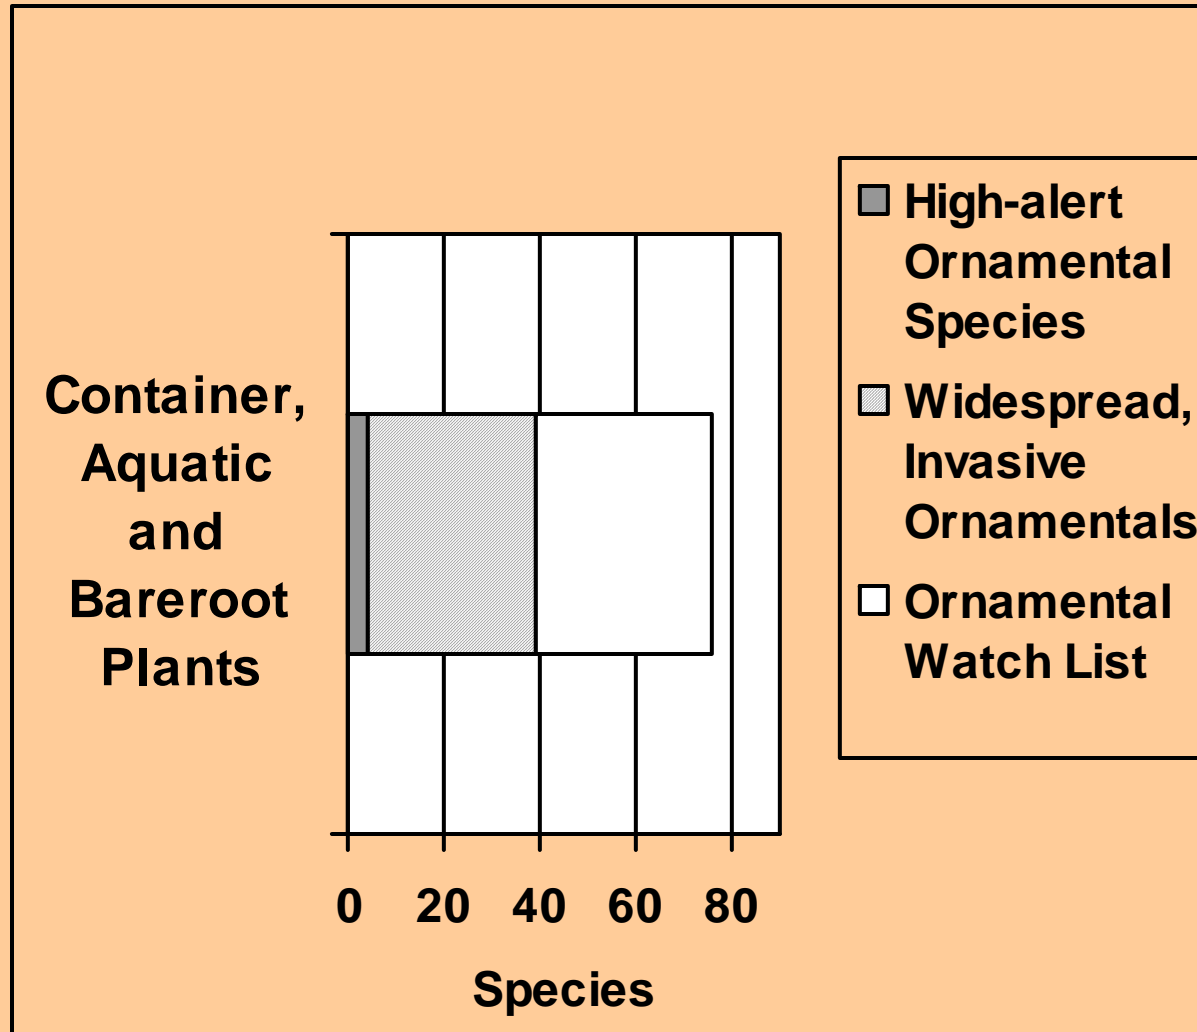 Container,
Aquatic
and
Bareroot
Plants
0 20 40 60 80
Species
High-alert
Ornamental
Species
Widespread,
Invasive
Ornamentals
Ornamental
Watch List